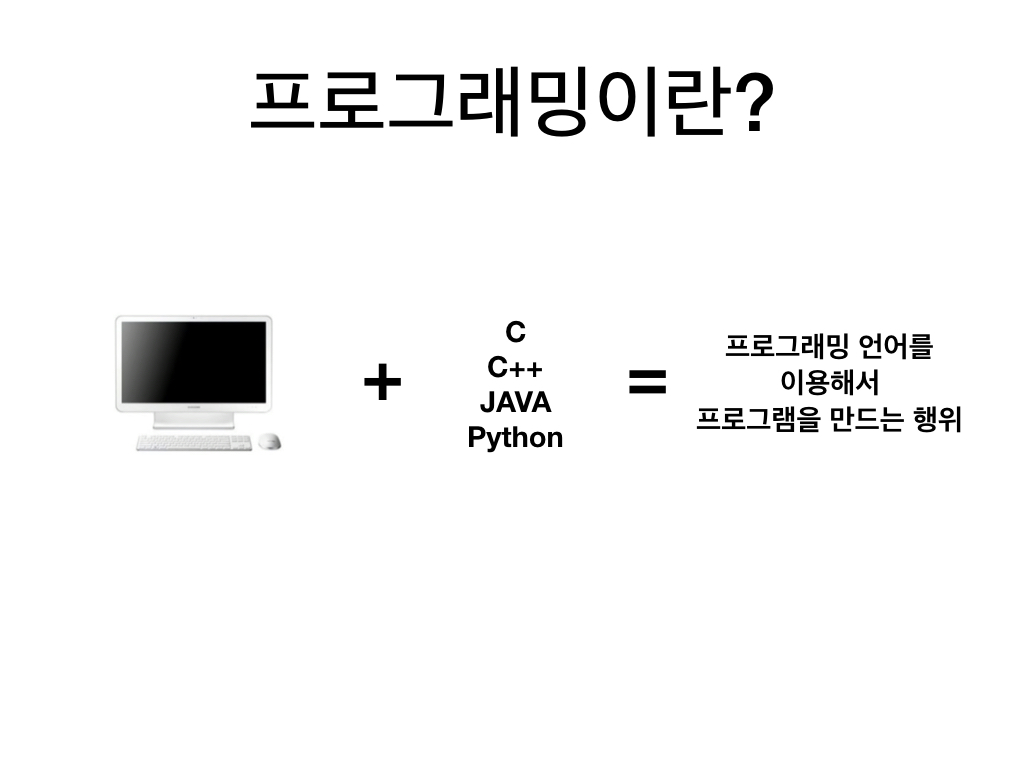 프로그래밍이란?
+
C
C++
JAVA
Python
=
프로그래밍 언어를
이용해서
프로그램을 만드는 행위